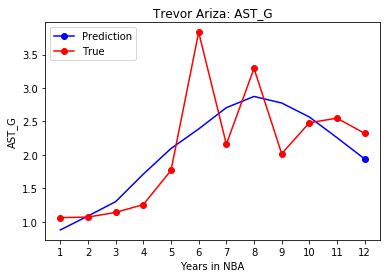 Trevor Ariza: AST_G
Prediction
True
AST_G
3.5
3.0
2.5
2.0
1.5
1.0
1 2 3 4 5 6 7 8 9 10 11 12
Years in NBA